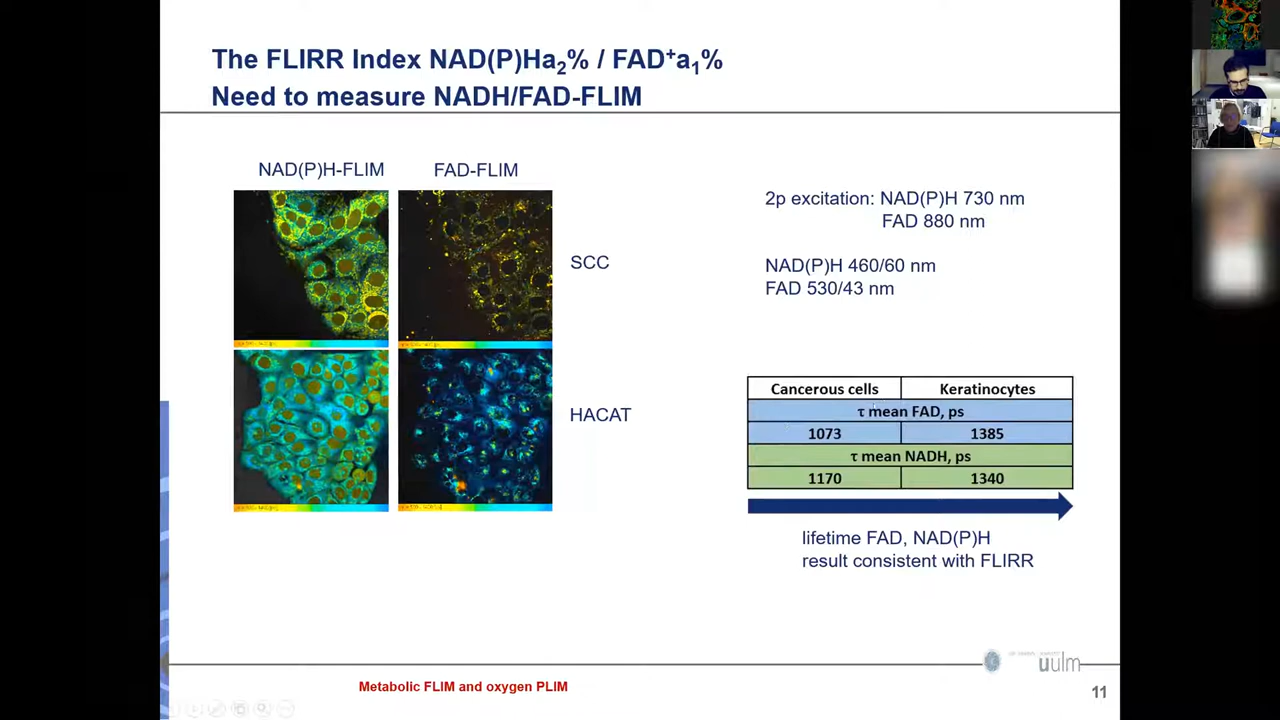 The FLIRR Index NAD(P)Ha2% / FAD+a1%
Need to measure NADH/FAD-FLIM
NAD(P)H-FLIM
FAD-FLIM
SCC
HACAT
2p excitation: NAD(P)H 730 nm
FAD 880 nm
NAD(P)H 460/60 nm
FAD 530/43 nm
Cancerous cells
Keratinocytes
τ mean FAD, ps
1073
1385
τ mean NADH, ps
1170
1340
lifetime FAD, NAD(P)H
result consistent with FLIRR
uulm
Metabolic FLIM and oxygen PLIM
11